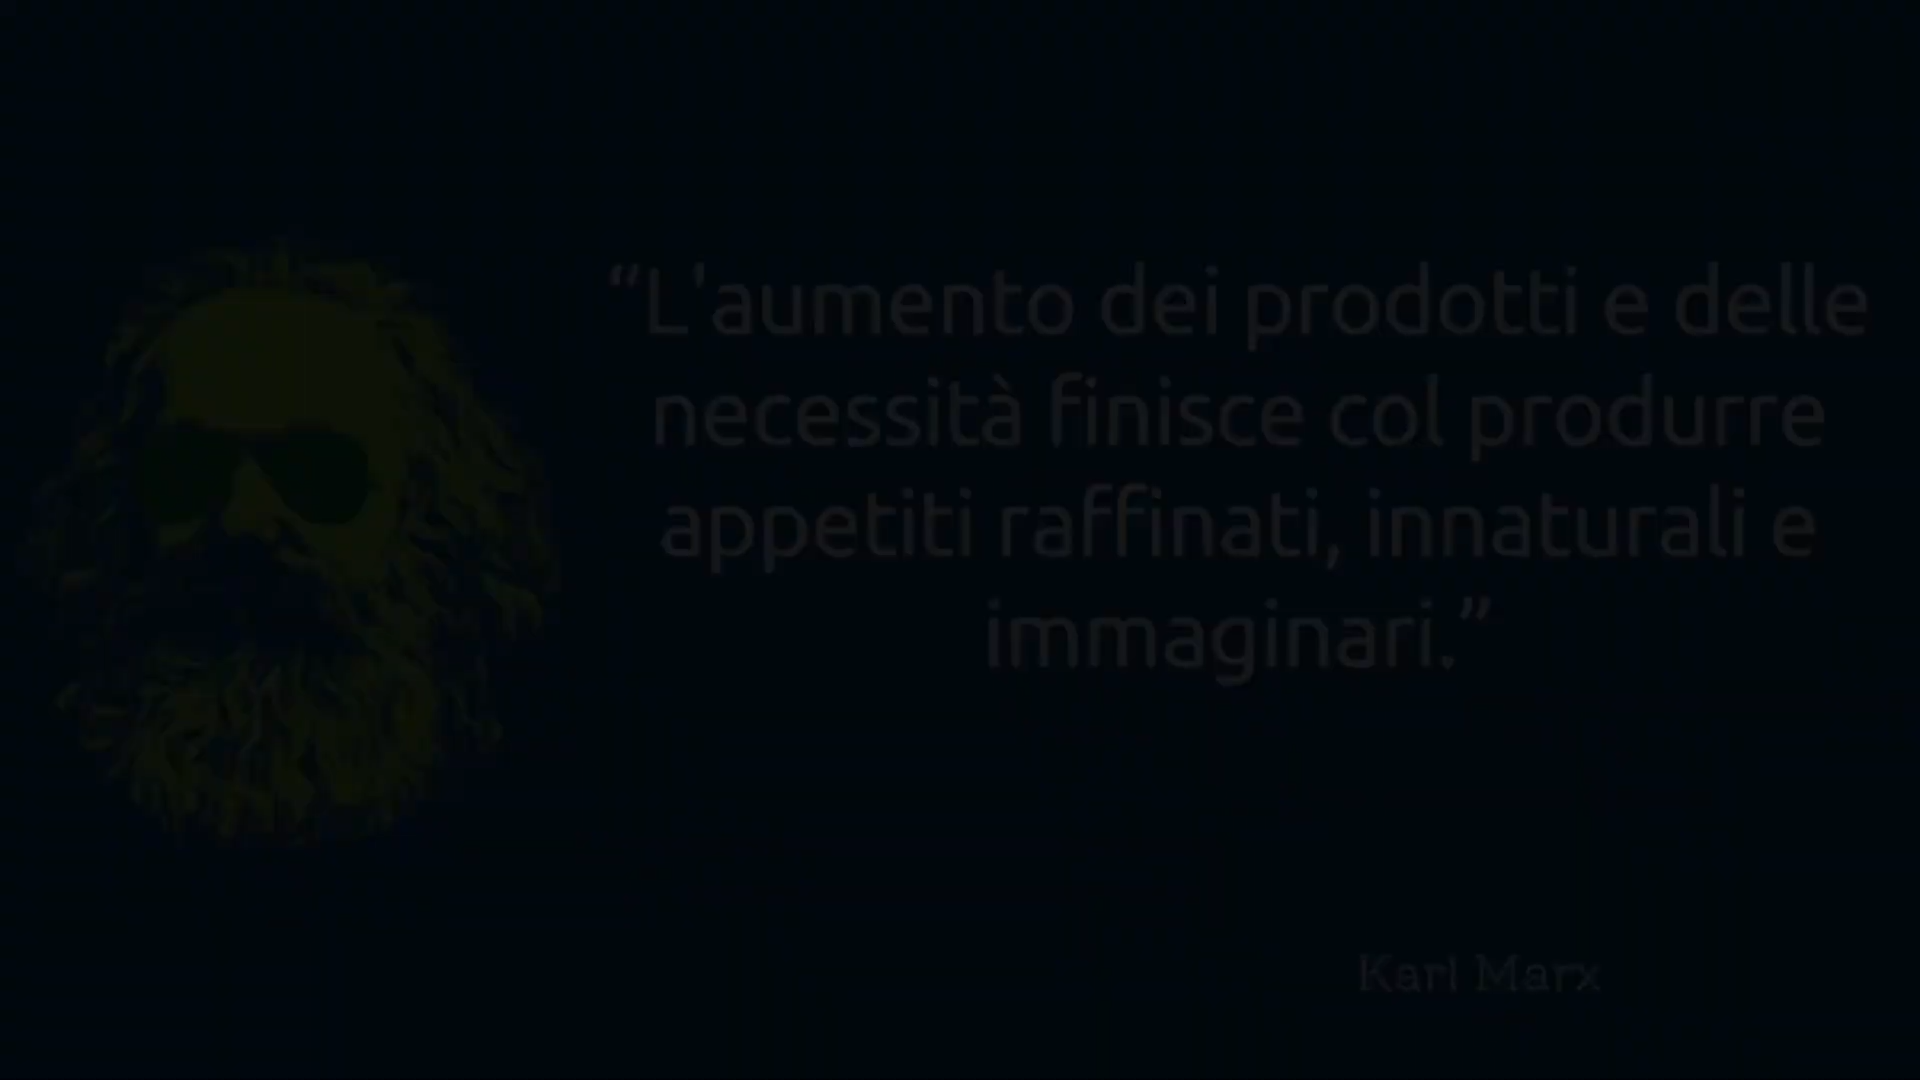 “L'aumento dei prodotti e delle
necessità finisce col produrre
appetiti raffinati, innaturali e
immaginari.”
Karl Marx